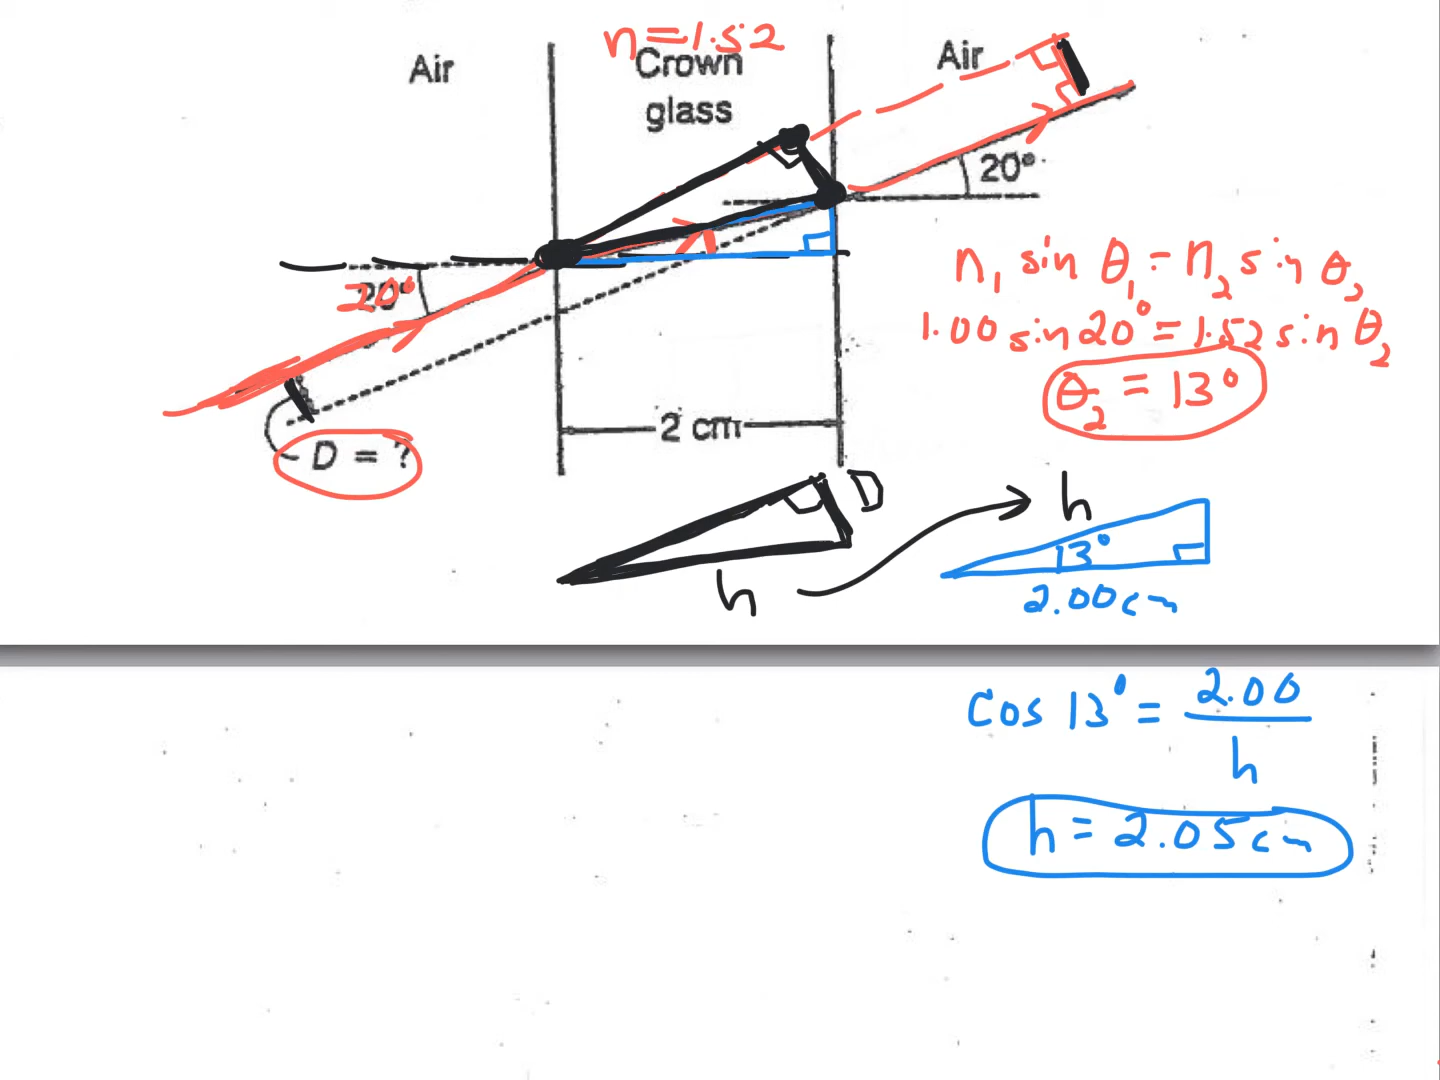 n=1.52
Air
Crown
glass
Air
20°
20°
n₁ sin θ₁ = n₂ sin θ₂
1.00 sin 20° = 1.52 sin θ₂
θ₂ = 13°
2 cm
D = ?
D
h
h
13°
2.00cm
cos 13° = 2.00
h
h = 2.05cm